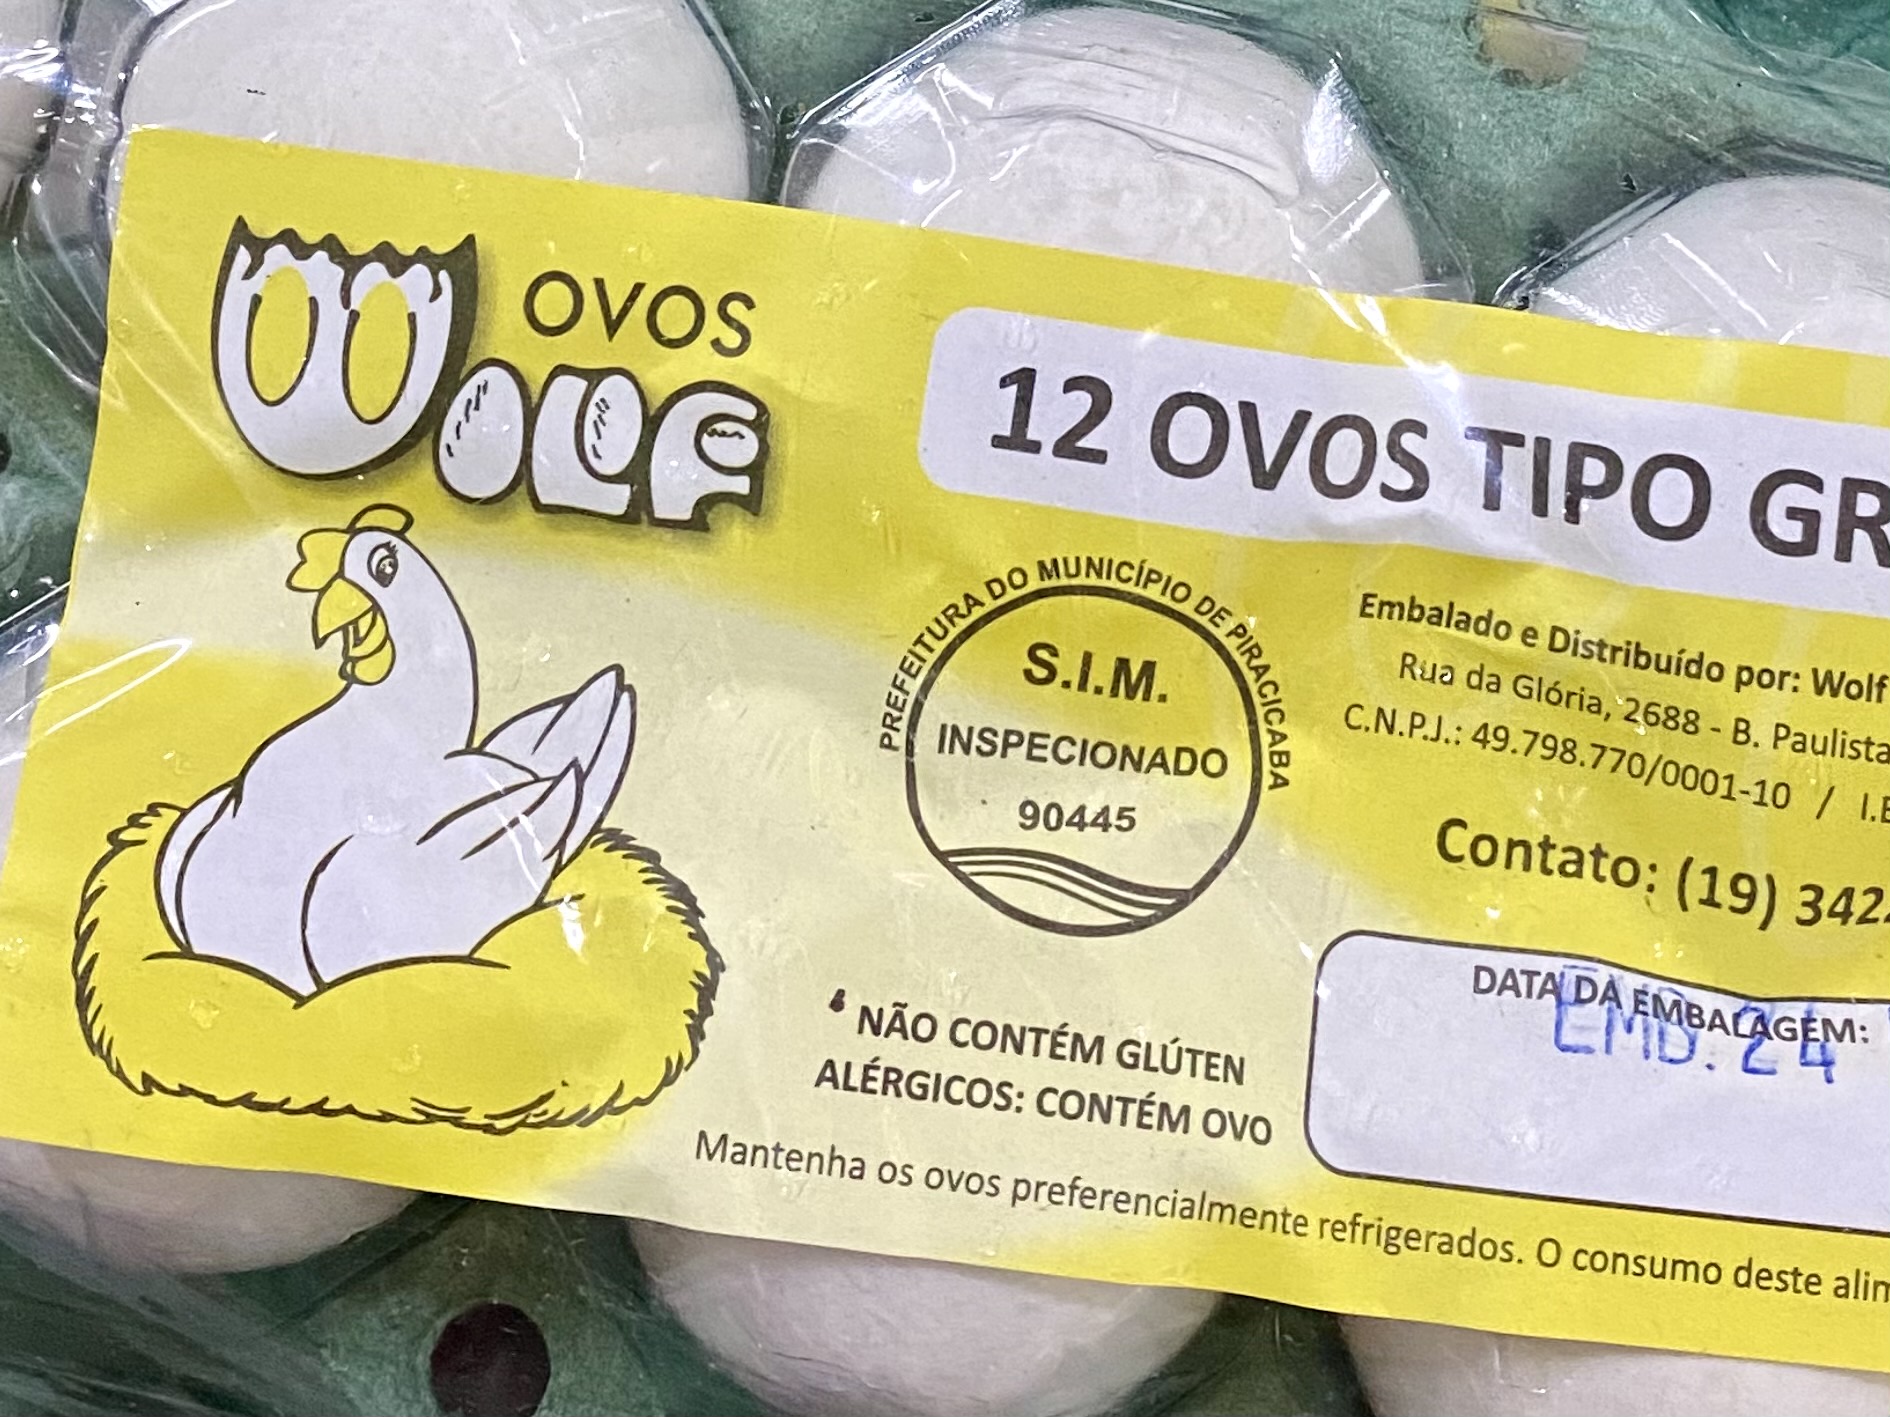 OVOS
WOLF
12 OVOS TIPO GR
PREFEITURA DO MUNICÍPIO DE PIRACICABA
S.I.M.
INSPECIONADO
90445
Embalado e Distribuído por: Wolf
Rua da Glória, 2688 - B. Paulista
C.N.P.J.: 49.798.770/0001-10 / I.E
Contato: (19) 342
DATA DA EMBALAGEM:
EMB. 24
NÃO CONTÉM GLÚTEN
ALÉRGICOS: CONTÉM OVO
Mantenha os ovos preferencialmente refrigerados. O consumo deste alim